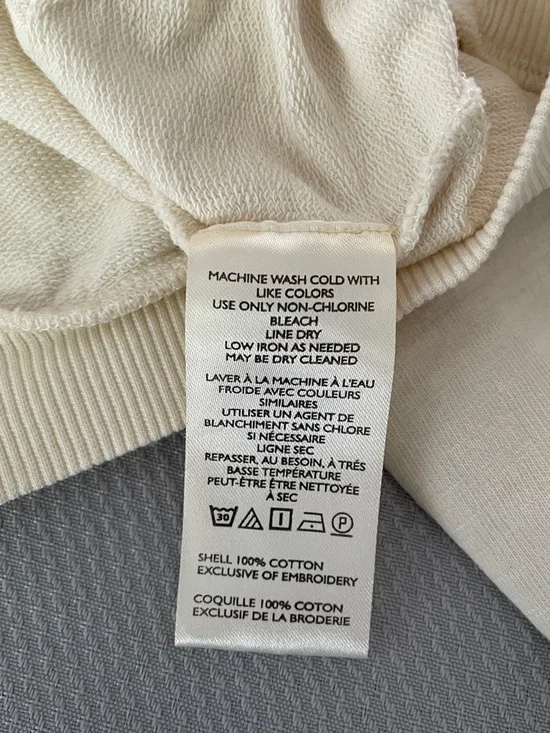 MACHINE WASH COLD WITH
LIKE COLORS
USE ONLY NON-CHLORINE
BLEACH
LINE DRY
LOW IRON AS NEEDED
MAY BE DRY CLEANED
LAVER À LA MACHINE À L'EAU
FROIDE AVEC COULEURS
SIMILAIRES
UTILISER UN AGENT DE
BLANCHIMENT SANS CHLORE
SI NÉCESSAIRE
LIGNE SEC
REPASSER, AU BESOIN, À TRÉS
BASSE TEMPÉRATURE
PEUT-ÊTRE ÊTRE NETTOYÉE
À SEC
30 P
SHELL 100% COTTON
EXCLUSIVE OF EMBROIDERY
COQUILLE 100% COTON
EXCLUSIF DE LA BRODERIE